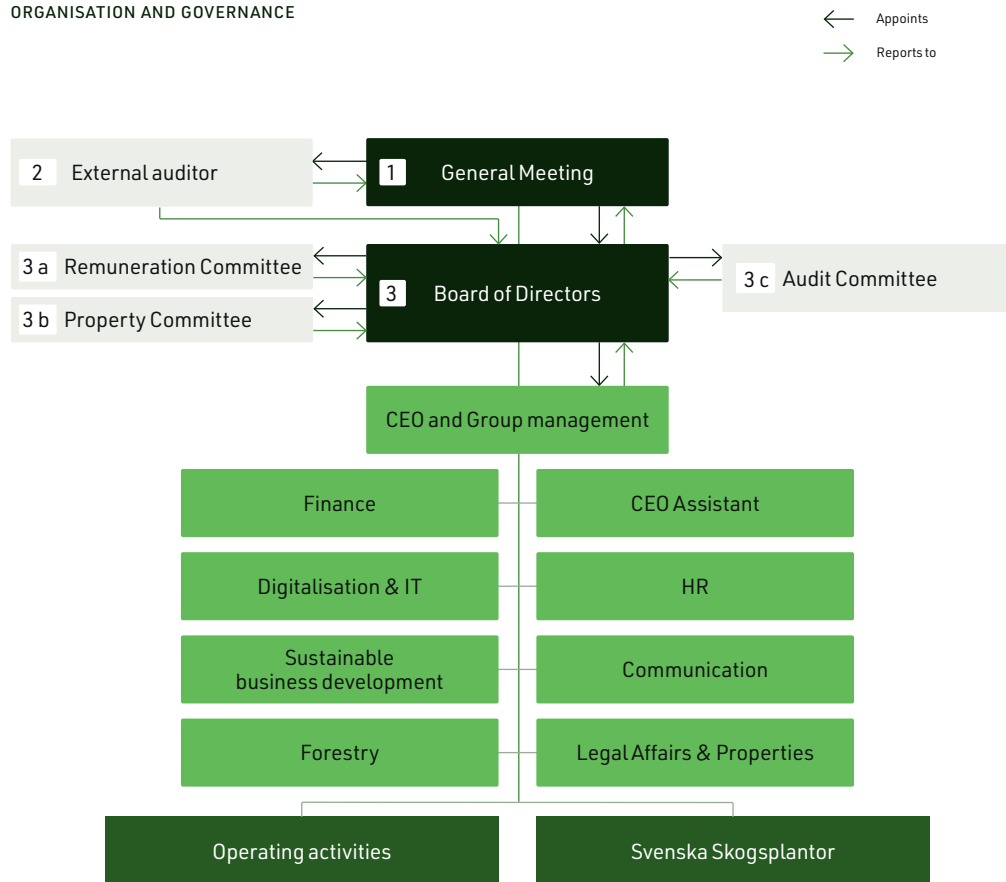 ORGANISATION AND GOVERNANCE
Appoints
Reports to
2 External auditor
1 General Meeting
3 a Remuneration Committee
3 b Property Committee
3 Board of Directors
3 c Audit Committee
CEO and Group management
Finance
CEO Assistant
Digitalisation & IT
HR
Sustainable
business development
Communication
Forestry
Legal Affairs & Properties
Operating activities
Svenska Skogsplantor